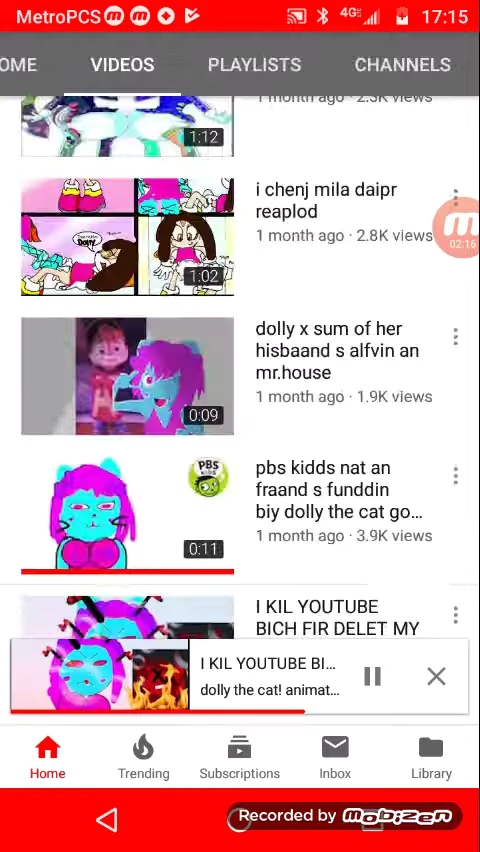 MetroPCS 4G 17:15
OME VIDEOS PLAYLISTS CHANNELS
1 month ago · 2.3K views
1:12
i chenj mila daipr
reaplod
1 month ago · 2.8K views
1:02
02:16
dolly x sum of her
hisbaand s alfvin an
mr.house
1 month ago · 1.9K views
0:09
pbs kidds nat an
fraand s funddin
biy dolly the cat go...
1 month ago · 3.9K views
PBS
KIDS
0:11
I KIL YOUTUBE
BICH FIR DELET MY
I KIL YOUTUBE BI...
dolly the cat! animat...
Home Trending Subscriptions Inbox Library
Recorded by mobizen